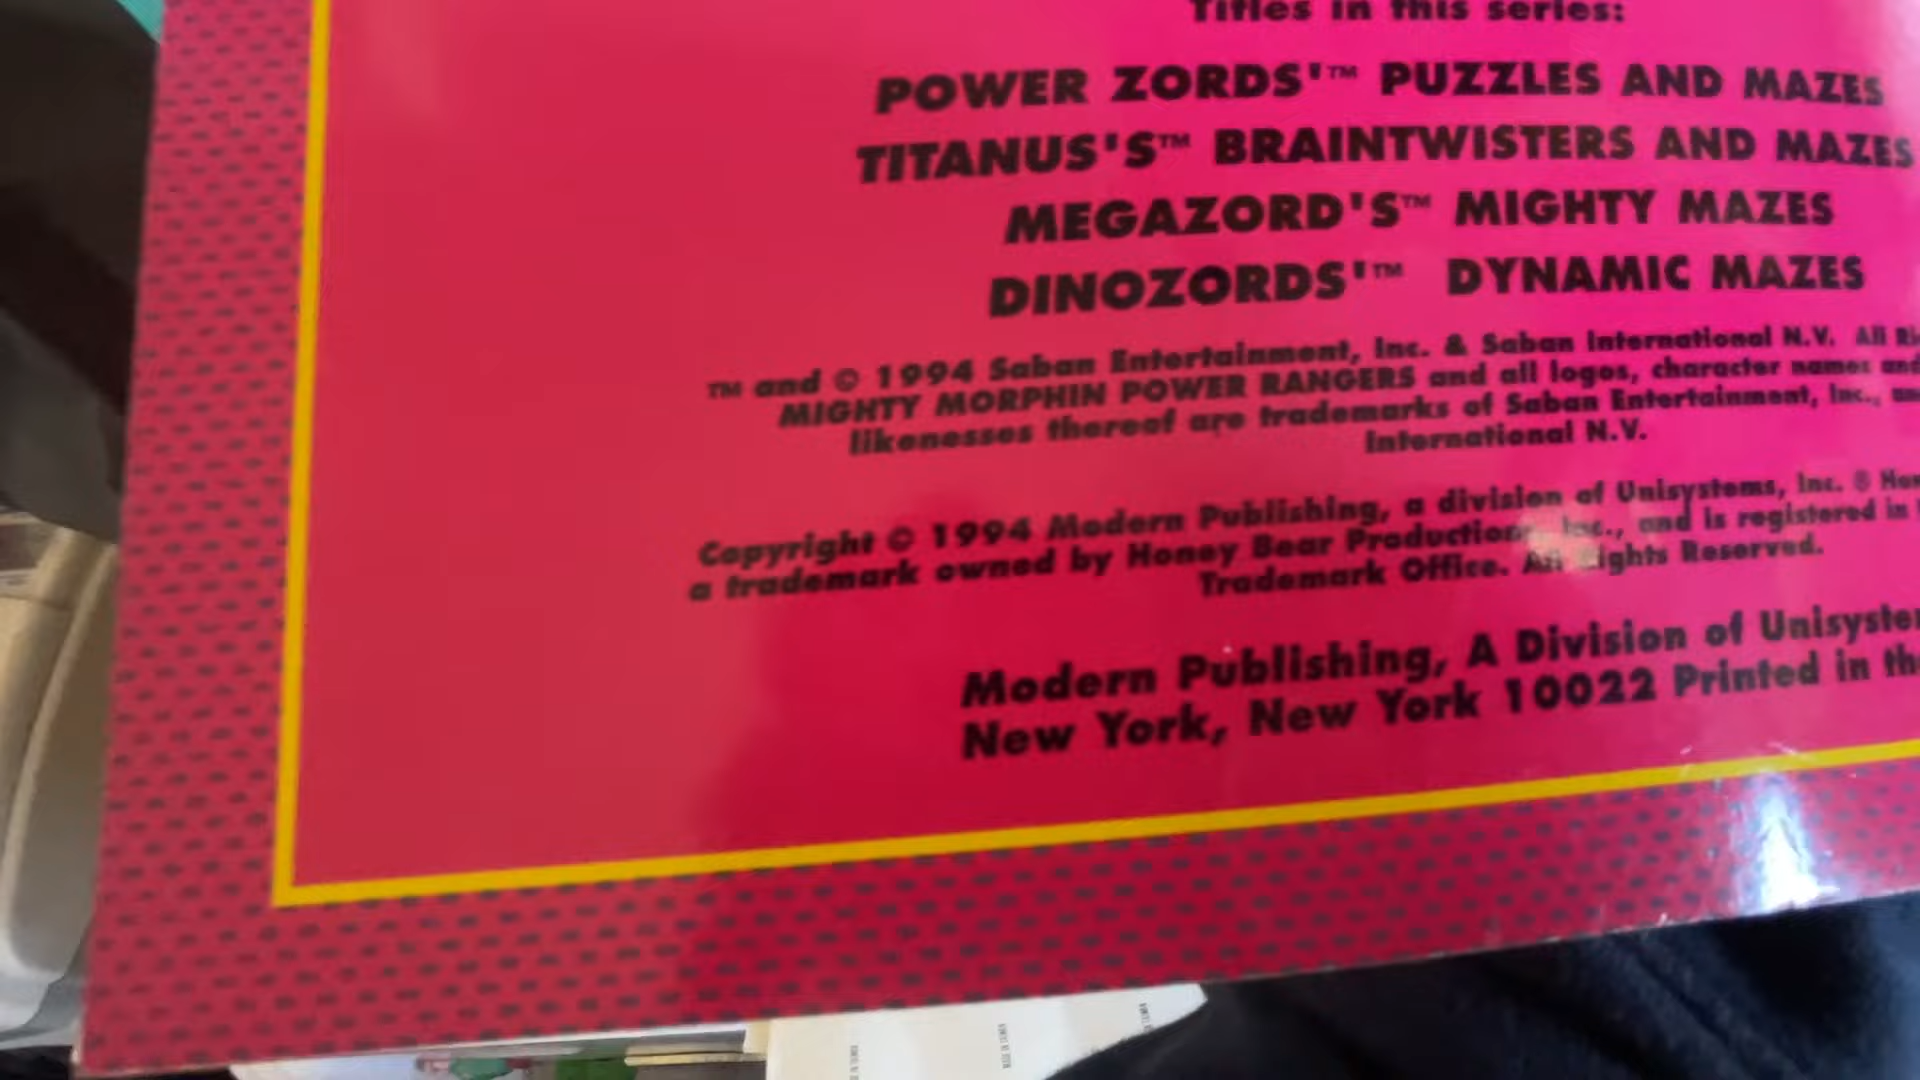 Titles in this series:
POWER ZORDS'™ PUZZLES AND MAZES
TITANUS'S™ BRAINTWISTERS AND MAZES
MEGAZORD'S™ MIGHTY MAZES
DINOZORDS'™ DYNAMIC MAZES
TM and © 1994 Saban Entertainment, Inc. & Saban International N.V. All
MIGHTY MORPHIN POWER RANGERS and all logos, character names and
likenesses thereof are trademarks of Saban Entertainment, Inc.,
International N.V.
Copyright © 1994 Modern Publishing, a division of Unisystems, Inc. ®
a trademark owned by Honey Bear Productions, Inc., and is registered in
Trademark Office. All Rights Reserved.
Modern Publishing, A Division of
New York, New York 10022 Printed in